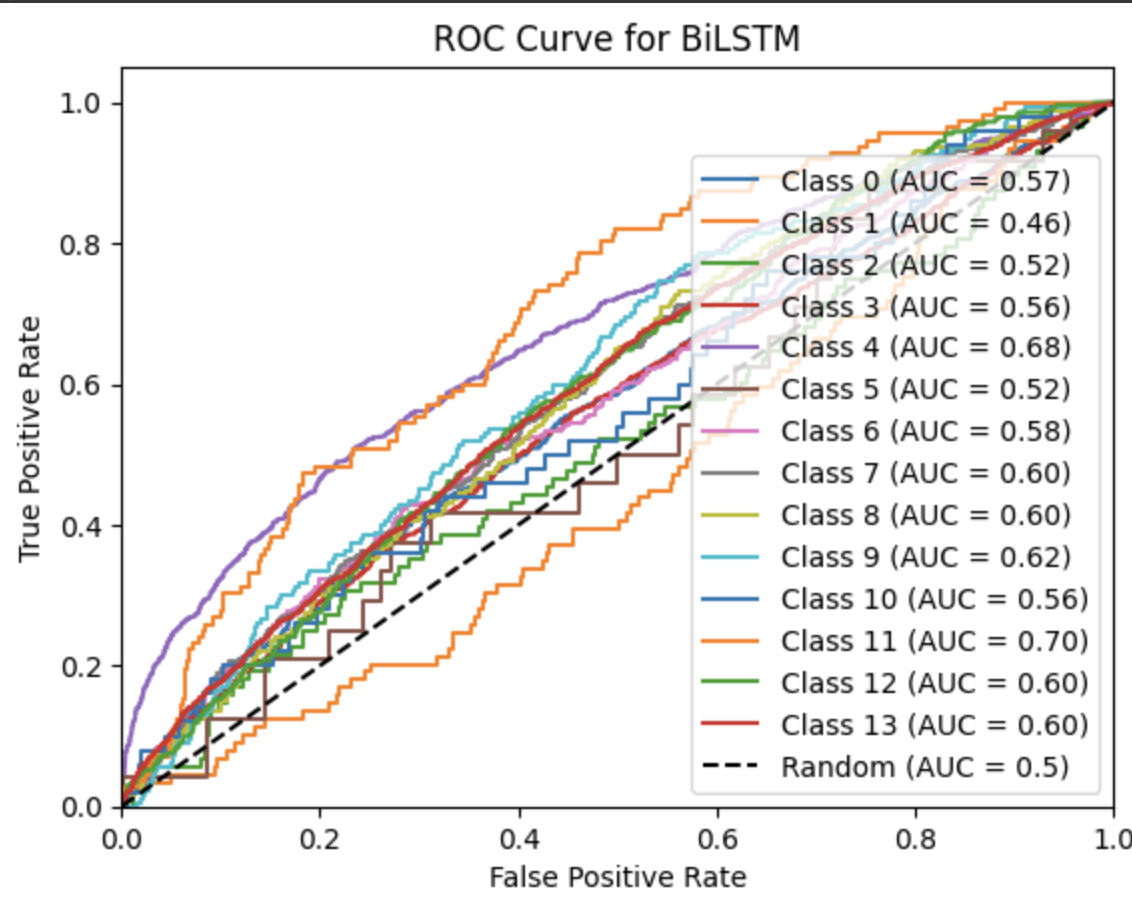 ROC Curve for BiLSTM
1.0
0.8
0.6
0.4
0.2
0.0
True Positive Rate
Class 0 (AUC = 0.57)
Class 1 (AUC = 0.46)
Class 2 (AUC = 0.52)
Class 3 (AUC = 0.56)
Class 4 (AUC = 0.68)
Class 5 (AUC = 0.52)
Class 6 (AUC = 0.58)
Class 7 (AUC = 0.60)
Class 8 (AUC = 0.60)
Class 9 (AUC = 0.62)
Class 10 (AUC = 0.56)
Class 11 (AUC = 0.70)
Class 12 (AUC = 0.60)
Class 13 (AUC = 0.60)
Random (AUC = 0.5)
0.0 0.2 0.4 0.6 0.8 1.0
False Positive Rate